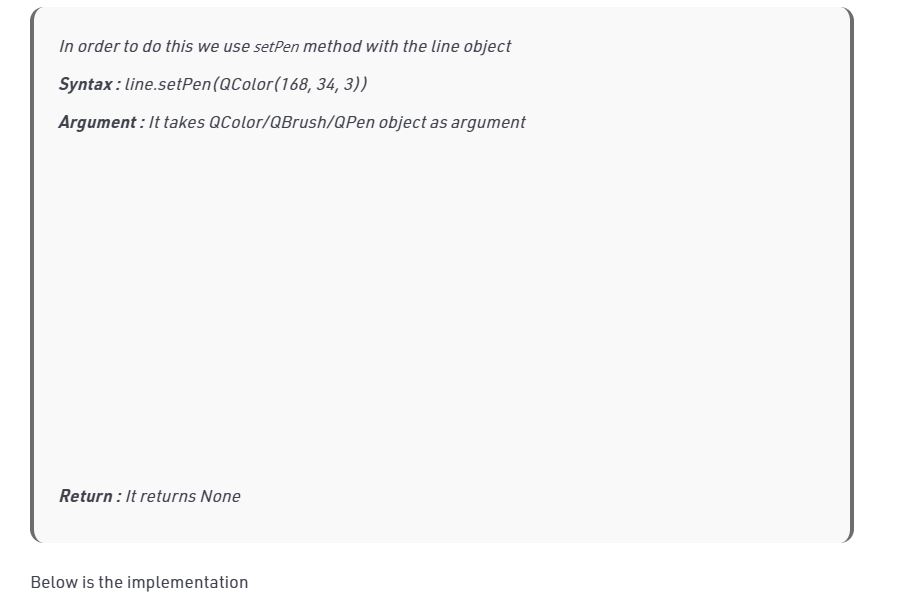 In order to do this we use setPen method with the line object
Syntax : line.setPen(QColor(168, 34, 3))
Argument : It takes QColor/QBrush/QPen object as argument
Return : It returns None
Below is the implementation